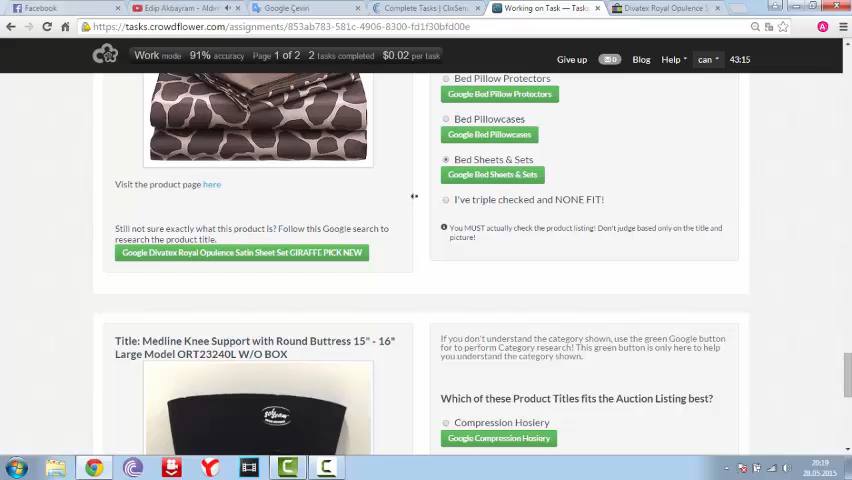 Facebook
Edip Akbayram - Alderm
Google Çeviri
Complete Tasks | ClixSens
Working on Task — Tasks
Divatex Royal Opulence S
https://tasks.crowdflower.com/assignments/853ab783-581c-4906-8300-fd1f30bfd00e
Work mode 91% accuracy Page 1 of 2 2 tasks completed $0.02 per task
Give up 0 Blog Help can 43:15
Bed Pillow Protectors
Google Bed Pillow Protectors
Bed Pillowcases
Google Bed Pillowcases
Bed Sheets & Sets
Google Bed Sheets & Sets
I've triple checked and NONE FIT!
You MUST actually check the product listing! Don't judge based only on the title and
picture!
Visit the product page here
Still not sure exactly what this product is? Follow this Google search to
research the product title.
Google Divatex Royal Opulence Satin Sheet Set GIRAFFE PICK NEW
Title: Medline Knee Support with Round Buttress 15" - 16"
Large Model ORT23240L W/O BOX
If you don't understand the category shown, use the green Google button
for to perform Category research! This green button is only here to help
you understand the category shown.
Which of these Product Titles fits the Auction Listing best?
Compression Hosiery
Google Compression Hosiery
20:19
28.05.2015